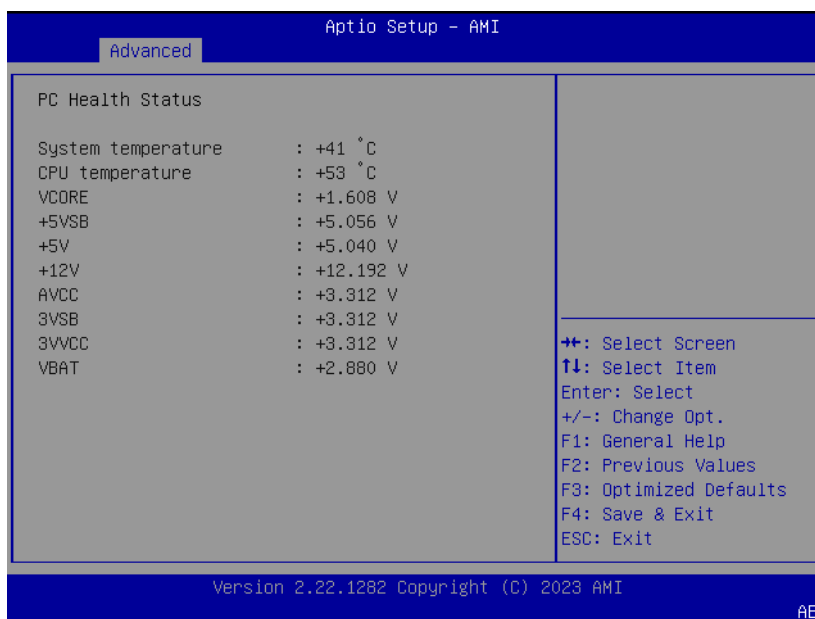 Aptio Setup – AMI
Advanced
PC Health Status
System temperature : +41 °C
CPU temperature : +53 °C
VCORE : +1.608 V
+5VSB : +5.056 V
+5V : +5.040 V
+12V : +12.192 V
AVCC : +3.312 V
3VSB : +3.312 V
3VVCC : +3.312 V
VBAT : +2.880 V
→←: Select Screen
↑↓: Select Item
Enter: Select
+/-: Change Opt.
F1: General Help
F2: Previous Values
F3: Optimized Defaults
F4: Save & Exit
ESC: Exit
Version 2.22.1282 Copyright (C) 2023 AMI
AE